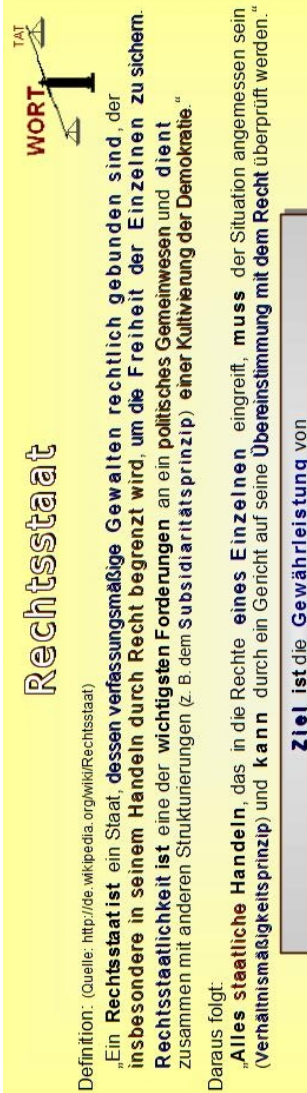 Rechtsstaat
WORT
TAT
Definition: (Quelle: http://de.wikipedia.org/wiki/Rechtsstaat)
„Ein Rechtsstaat ist ein Staat, dessen verfassungsmäßige Gewalten rechtlich gebunden sind, der
insbesondere in seinem Handeln durch Recht begrenzt wird, um die Freiheit der Einzelnen zu sichern.
Rechtsstaatlichkeit ist eine der wichtigsten Forderungen an ein politisches Gemeinwesen und dient
zusammen mit anderen Strukturierungen (z. B. dem Subsidiaritätsprinzip) einer Kultivierung der Demokratie.“
Daraus folgt:
„Alles staatliche Handeln, das in die Rechte eines Einzelnen eingreift, muss der Situation angemessen sein
(Verhältnismäßigkeitsprinzip) und kann durch ein Gericht auf seine Übereinstimmung mit dem Recht überprüft werden.“
Ziel ist die Gewährleistung von